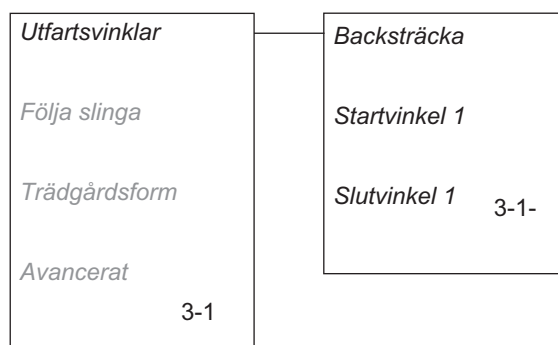 Utfartsvinklar
Följa slinga
Trädgårdsform
Avancerat
3-1
Backsträcka
Startvinkel 1
Slutvinkel 1
3-1-